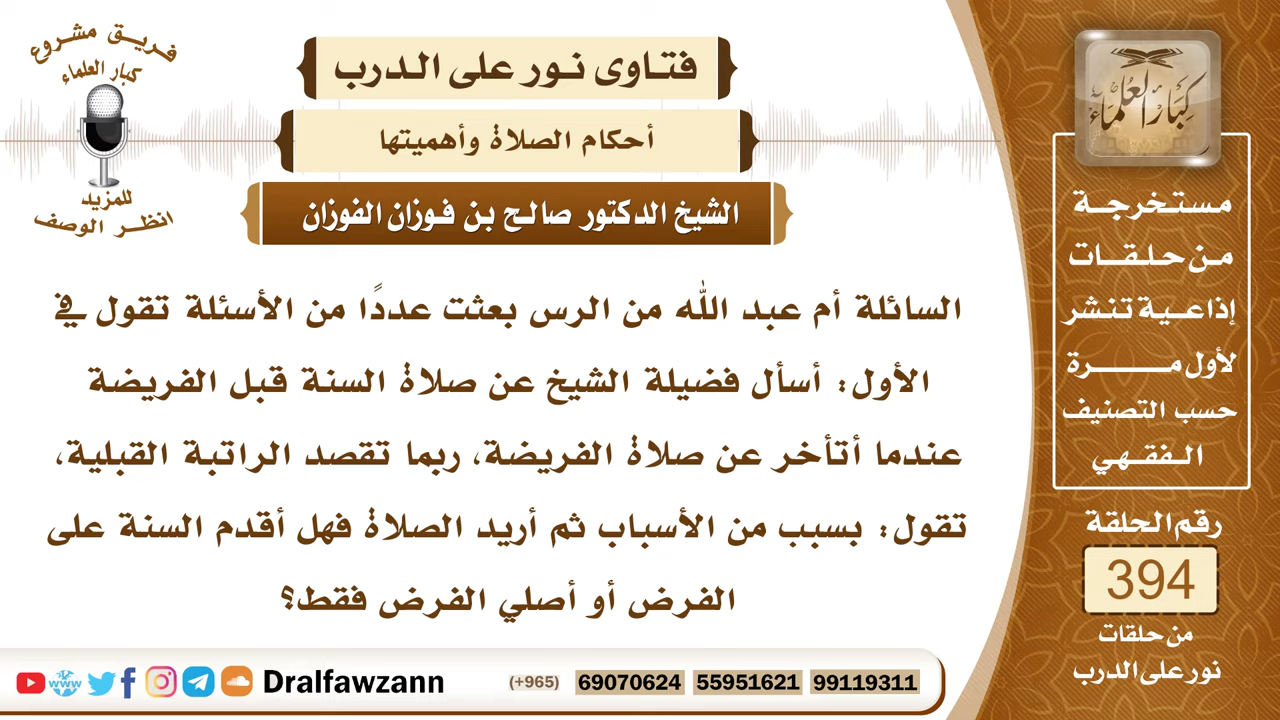 فريق مشروع
كبار العلماء
للمزيد
انظر الوصف
فتاوى نور على الدرب
أحكام الصلاة وأهميتها
الشيخ الدكتور صالح بن فوزان الفوزان
السائلة أم عبد الله من الرس بعثت عددًا من الأسئلة تقول في
الأول: أسأل فضيلة الشيخ عن صلاة السنة قبل الفريضة
عندما أتأخر عن صلاة الفريضة، ربما تقصد الراتبة القبلية،
تقول: بسبب من الأسباب ثم أريد الصلاة فهل أقدم السنة على
الفرض أو أصلي الفرض فقط؟
كبار العلماء
مستخرجة
من حلقات
إذاعية تنشر
لأول مرة
حسب التصنيف
الفقهي
رقم الحلقة
394
من حلقات
نور على الدرب
www Dralfawzann (+965) 69070624 55951621 99119311